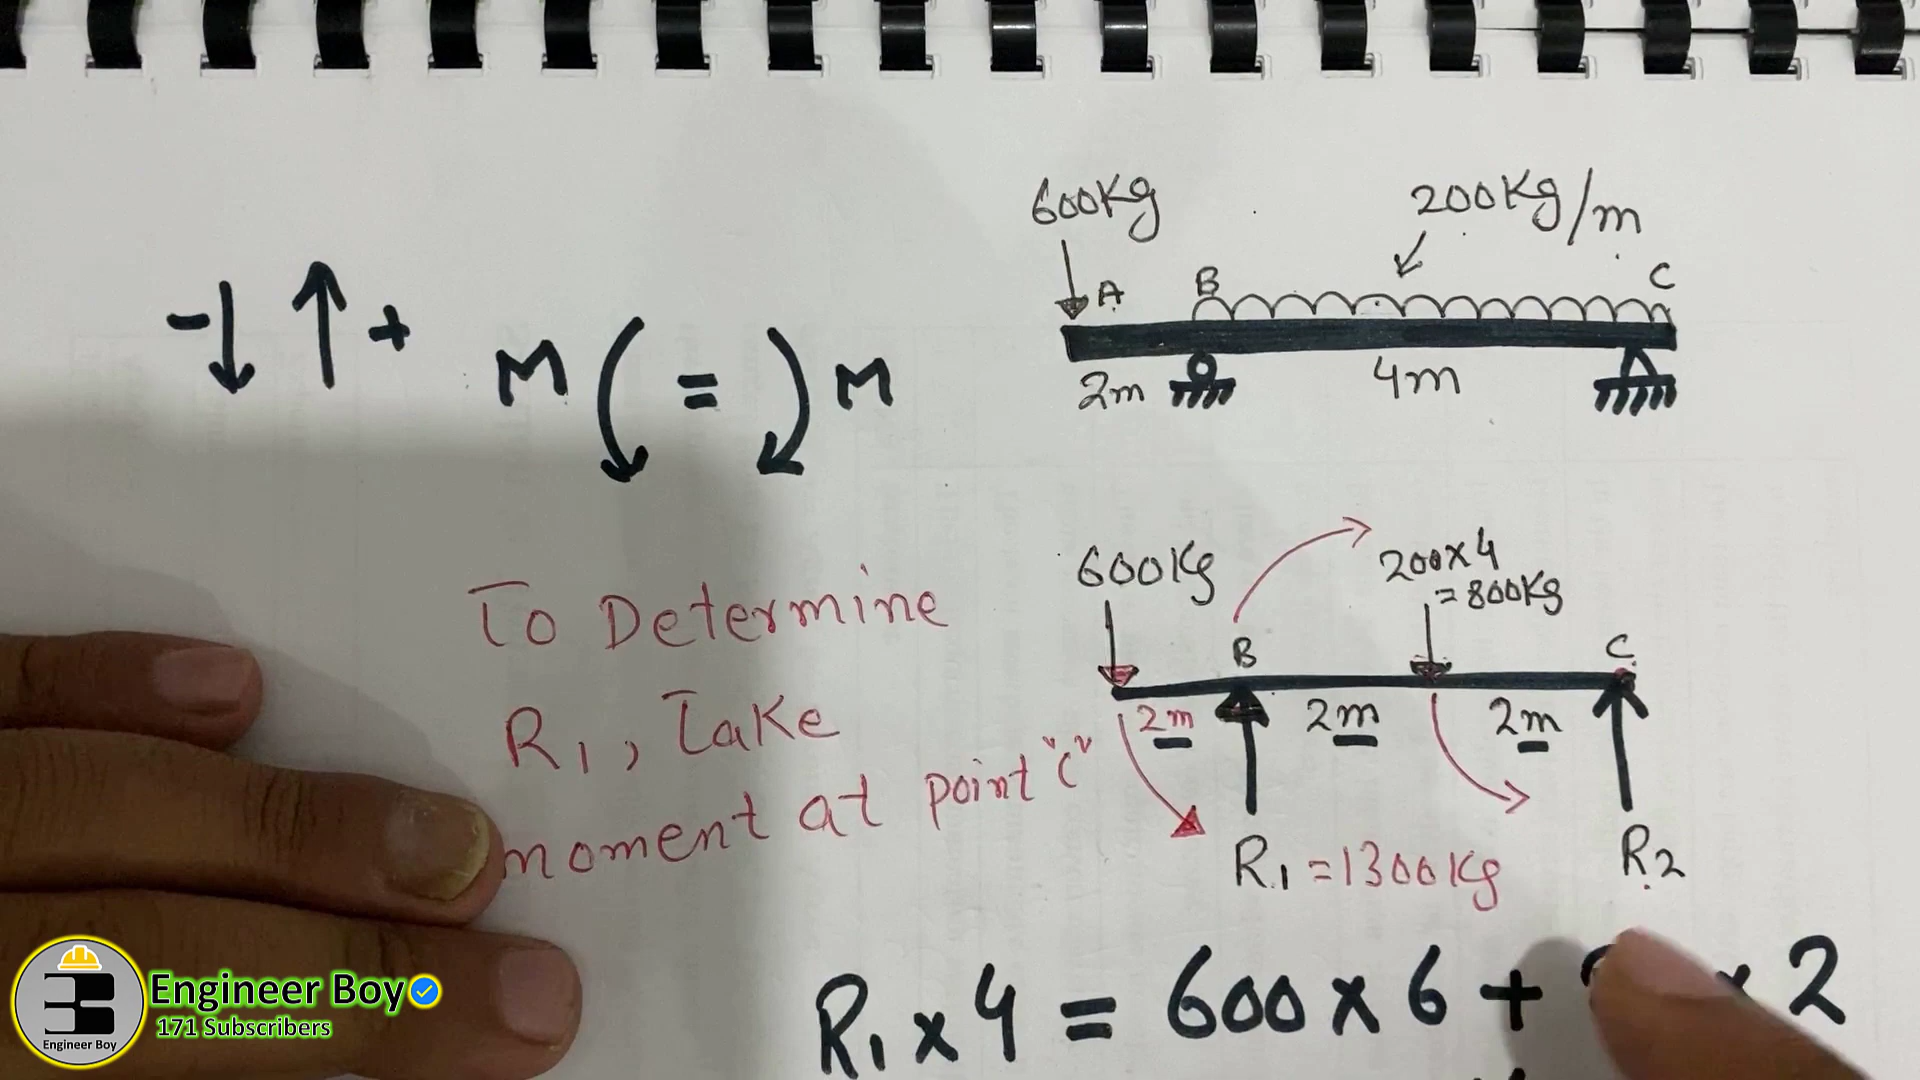 600Kg
200Kg/m
A
B
C
2m
4m
-
+
M
=
M
600Kg
200x4
=800Kg
B
C
2m
2m
2m
To Determine
R1, Take
moment at point "C"
R1 =1300Kg
R2
R1 x 4 = 600 x 6 + x 2
Engineer Boy
171 Subscribers
Engineer Boy